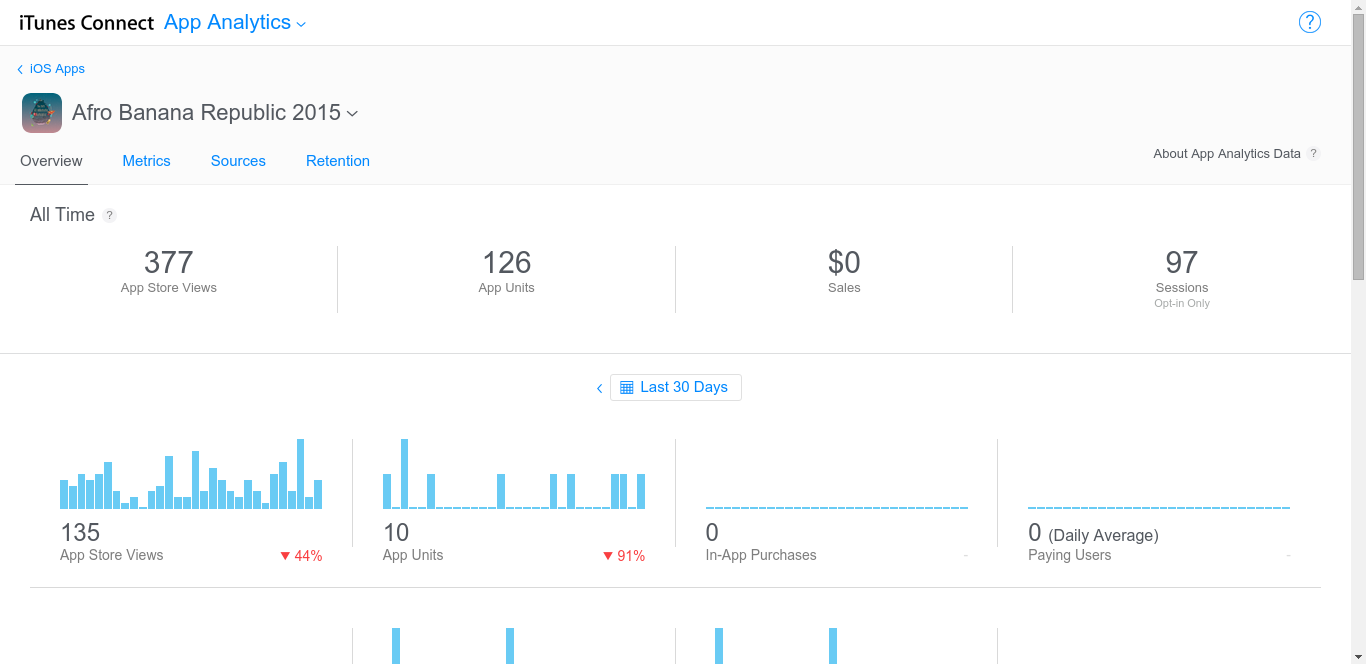 iTunes Connect App Analytics
?
iOS Apps
Afro Banana Republic 2015
Overview Metrics Sources Retention
About App Analytics Data ?
All Time ?
377 126 $0 97
App Store Views App Units Sales Sessions
Opt-in Only
Last 30 Days
135 10 0 0 (Daily Average)
App Store Views ▼ 44% App Units ▼ 91% In-App Purchases - Paying Users -